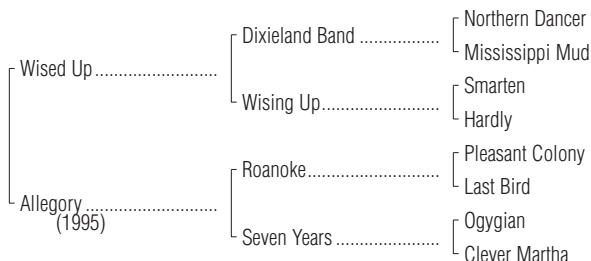 Northern Dancer
Dixieland Band ..................
Mississippi Mud
Wised Up ...........................
Smarten
Wising Up..........................
Hardly
Pleasant Colony
Roanoke.............................
Last Bird
Allegory .............................
(1995)
Ogygian
Seven Years .......................
Clever Martha